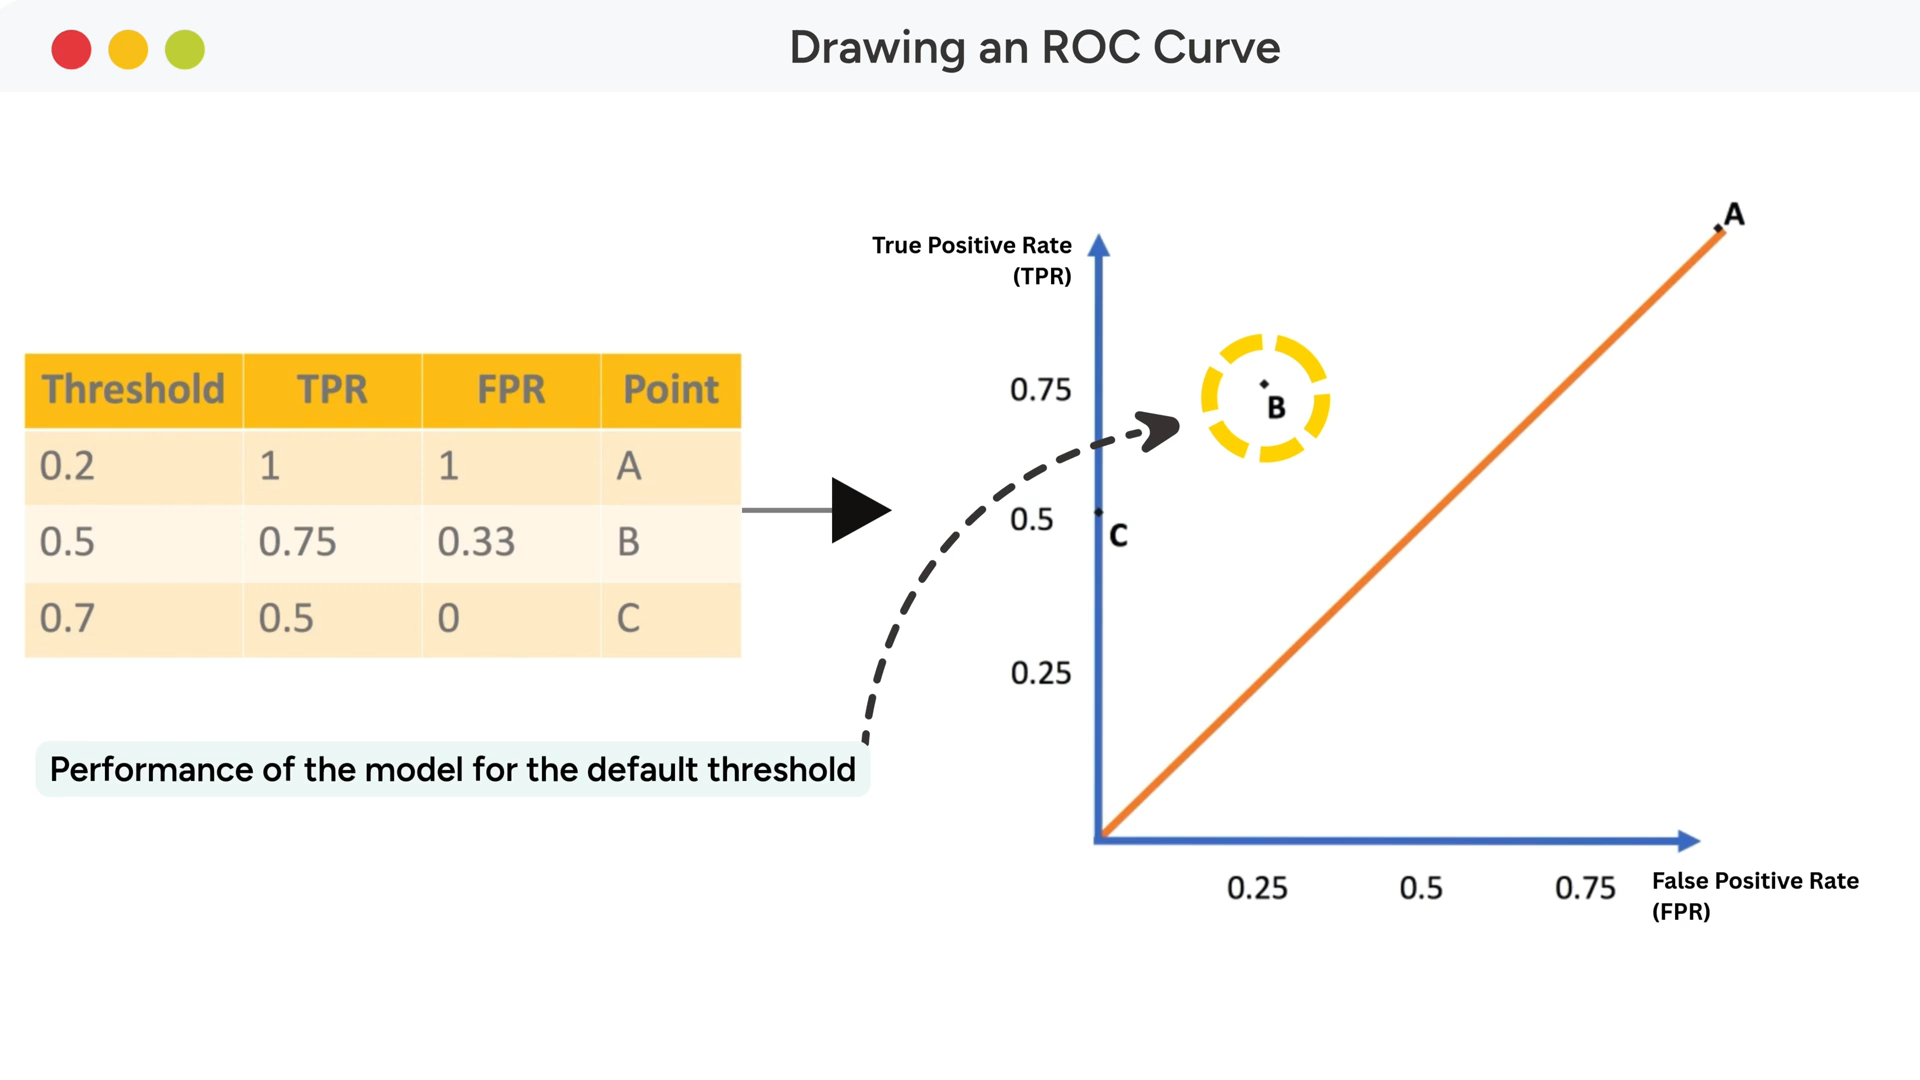 Drawing an ROC Curve
Threshold TPR FPR Point
0.2 1 1 A
0.5 0.75 0.33 B
0.7 0.5 0 C
Performance of the model for the default threshold
True Positive Rate
(TPR)
A
0.75
B
0.5
C
0.25
0.25 0.5 0.75
False Positive Rate
(FPR)